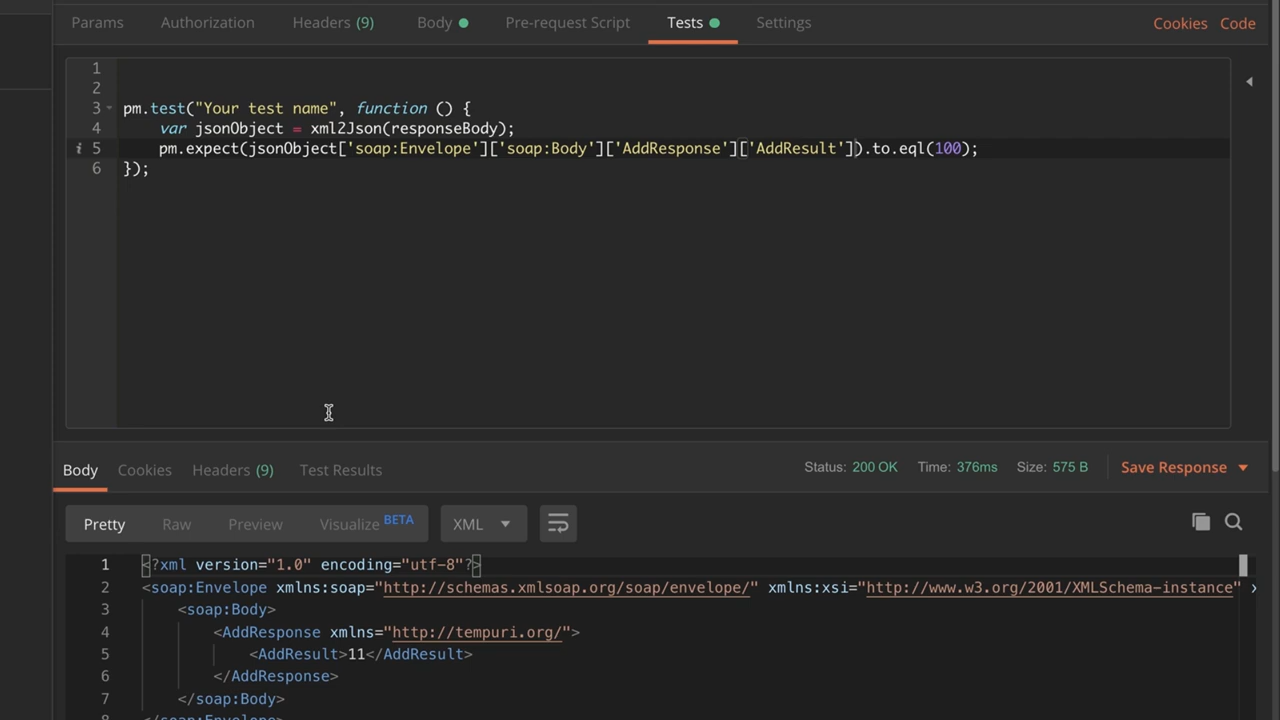 Params Authorization Headers (9) Body Pre-request Script Tests Settings Cookies Code
1
2
3 pm.test("Your test name", function () {
4 var jsonObject = xml2Json(responseBody);
5 pm.expect(jsonObject['soap:Envelope']['soap:Body']['AddResponse']['AddResult']).to.eql(100);
6 });
Body Cookies Headers (9) Test Results Status: 200 OK Time: 376ms Size: 575 B Save Response
Pretty Raw Preview Visualize BETA XML
1 <?xml version="1.0" encoding="utf-8"?>
2 <soap:Envelope xmlns:soap="http://schemas.xmlsoap.org/soap/envelope/" xmlns:xsi="http://www.w3.org/2001/XMLSchema-instance"
3 <soap:Body>
4 <AddResponse xmlns="http://tempuri.org/">
5 <AddResult>11</AddResult>
6 </AddResponse>
7 </soap:Body>
8 </soap:Envelope>